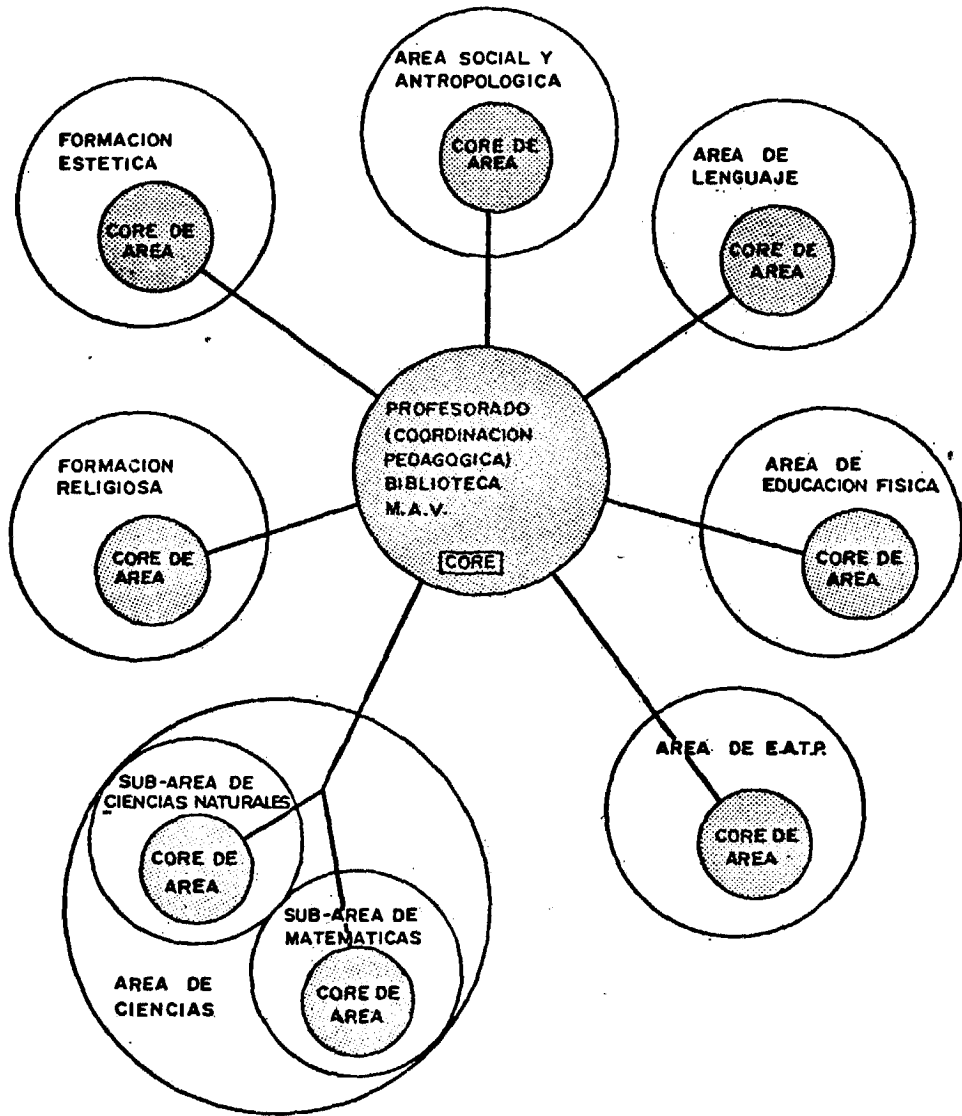 AREA SOCIAL Y
ANTROPOLOGICA
CORE DE
AREA
FORMACION
ESTETICA
CORE DE
AREA
AREA DE
LENGUAJE
CORE DE
AREA
PROFESORADO
(COORDINACION
PEDAGOGICA)
BIBLIOTECA
M.A.V.
CORE
FORMACION
RELIGIOSA
CORE DE
AREA
AREA DE
EDUCACION FISICA
CORE DE
AREA
AREA DE E.A.T.P.
CORE DE
AREA
SUB-AREA DE
CIENCIAS NATURALES
CORE DE
AREA
SUB-AREA DE
MATEMATICAS
CORE DE
AREA
AREA DE
CIENCIAS